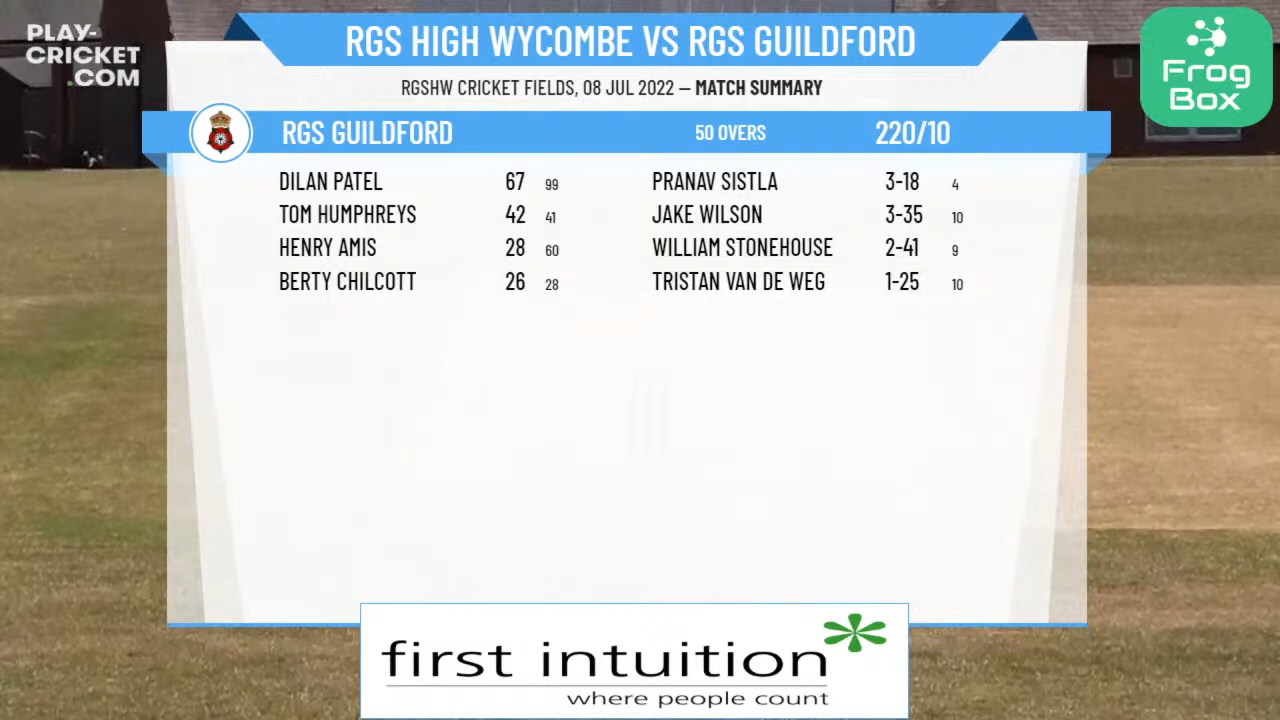 PLAY-
CRICKET
.COM
RGS HIGH WYCOMBE VS RGS GUILDFORD
Frog
Box
RGSHW CRICKET FIELDS, 08 JUL 2022 – MATCH SUMMARY
RGS GUILDFORD 50 OVERS 220/10
DILAN PATEL 67 99 PRANAV SISTLA 3-18 4
TOM HUMPHREYS 42 41 JAKE WILSON 3-35 10
HENRY AMIS 28 60 WILLIAM STONEHOUSE 2-41 9
BERTY CHILCOTT 26 28 TRISTAN VAN DE WEG 1-25 10
first intuition
where people count